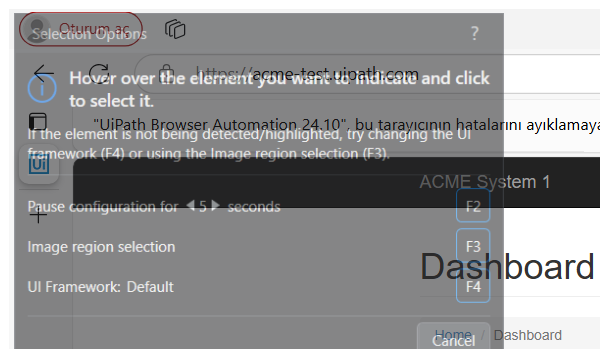 Oturum aç
Selection Options ?
https://acme-test.uipath.com
Hover over the element you want to indicate and click
to select it.
"UiPath Browser Automation 24.10", bu tarayıcının hatalarını ayıklamaya
If the element is not being detected/highlighted, try changing the UI
framework (F4) or using the Image region selection (F3).
Ui
ACME System 1
Pause configuration for 5 seconds F2
Image region selection F3
Dashboard
UI Framework: Default F4
Home / Dashboard
Cancel